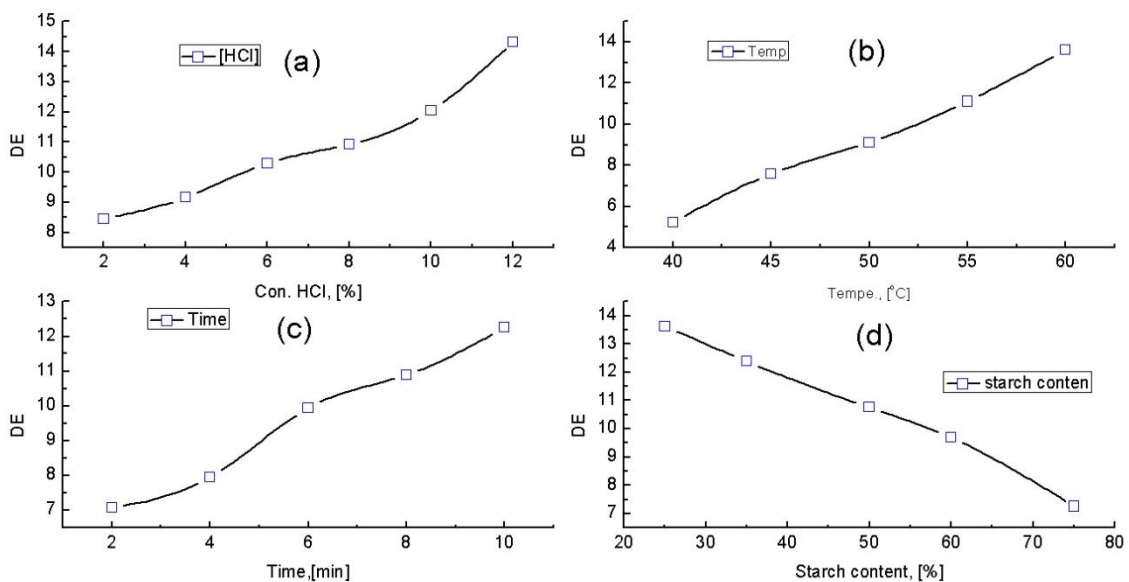 15
14
13
12
11
10
9
8
DE
[HCl]
(a)
2 4 6 8 10 12
Con. HCl, [%]
14
12
10
8
6
4
DE
Temp
(b)
40 45 50 55 60
Tempe., [°C]
13
12
11
10
9
8
7
DE
Time
(c)
2 4 6 8 10
Time,[min]
14
13
12
11
10
9
8
7
DE
(d)
starch conten
20 30 40 50 60 70 80
Starch content, [%]